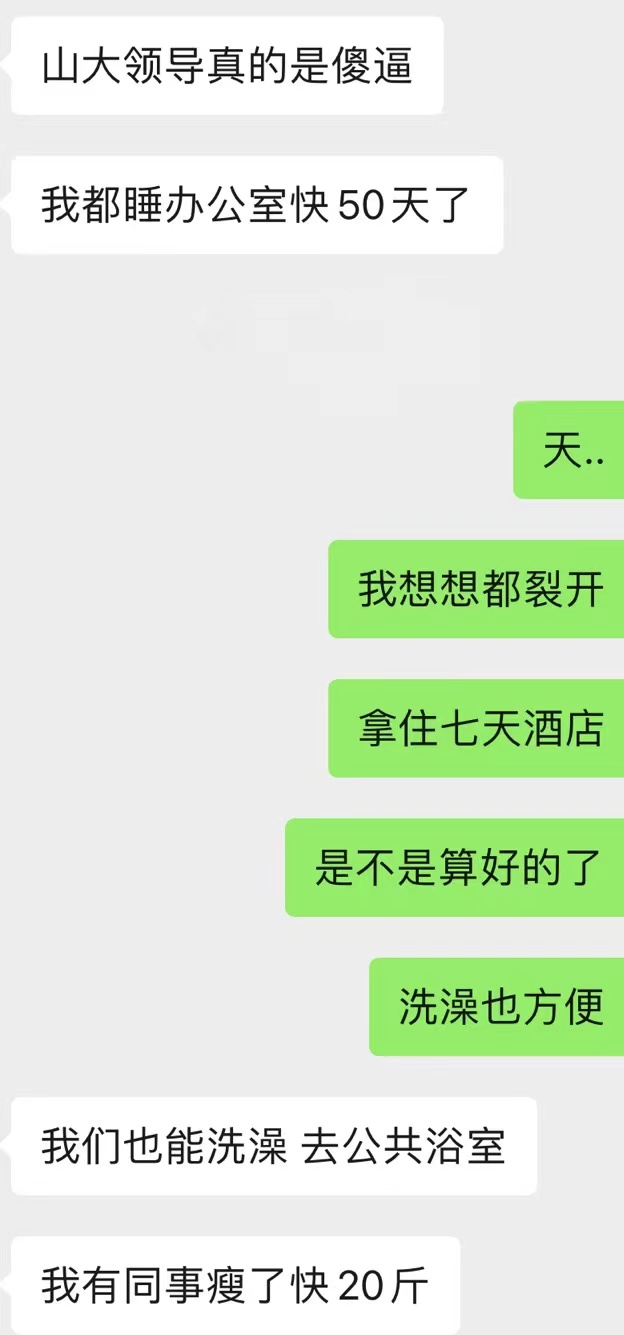 山大领导真的是傻逼
我都睡办公室快50天了
天..
我想想都裂开
拿住七天酒店
是不是算好的了
洗澡也方便
我们也能洗澡 去公共浴室
我有同事瘦了快20斤